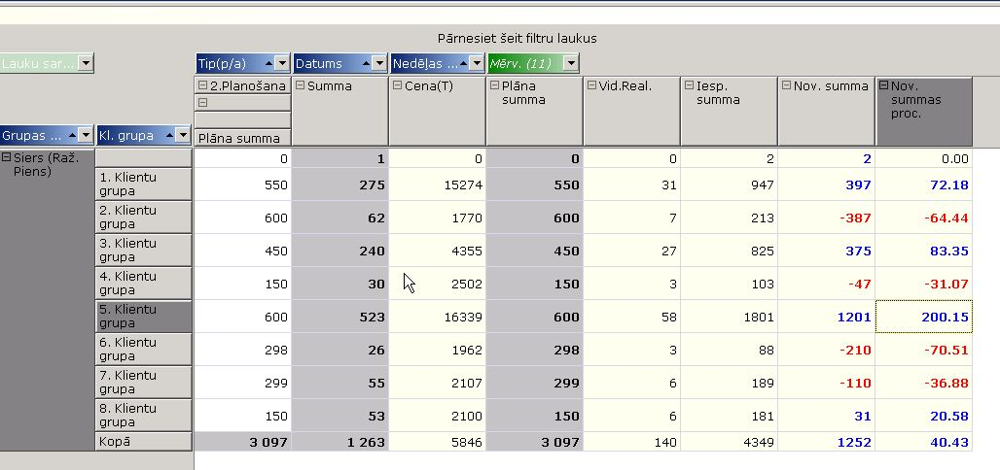 Pārnesiet šeit filtru laukus
Lauku sar...
Tip(p/a) Datums Nedēļas ... Mērv. (11)
2.Planošana Summa Cena(T) Plāna summa Vid.Real. Iesp. summa Nov. summa Nov. summas proc.
Grupas ... Kl. grupa Plāna summa
Siers (Raž. Piens) 0 1 0 0 0 2 2 0.00
1. Klientu grupa 550 275 15274 550 31 947 397 72.18
2. Klientu grupa 600 62 1770 600 7 213 -387 -64.44
3. Klientu grupa 450 240 4355 450 27 825 375 83.35
4. Klientu grupa 150 30 2502 150 3 103 -47 -31.07
5. Klientu grupa 600 523 16339 600 58 1801 1201 200.15
6. Klientu grupa 298 26 1962 298 3 88 -210 -70.51
7. Klientu grupa 299 55 2107 299 6 189 -110 -36.88
8. Klientu grupa 150 53 2100 150 6 181 31 20.58
Kopā 3 097 1 263 5846 3 097 140 4349 1252 40.43